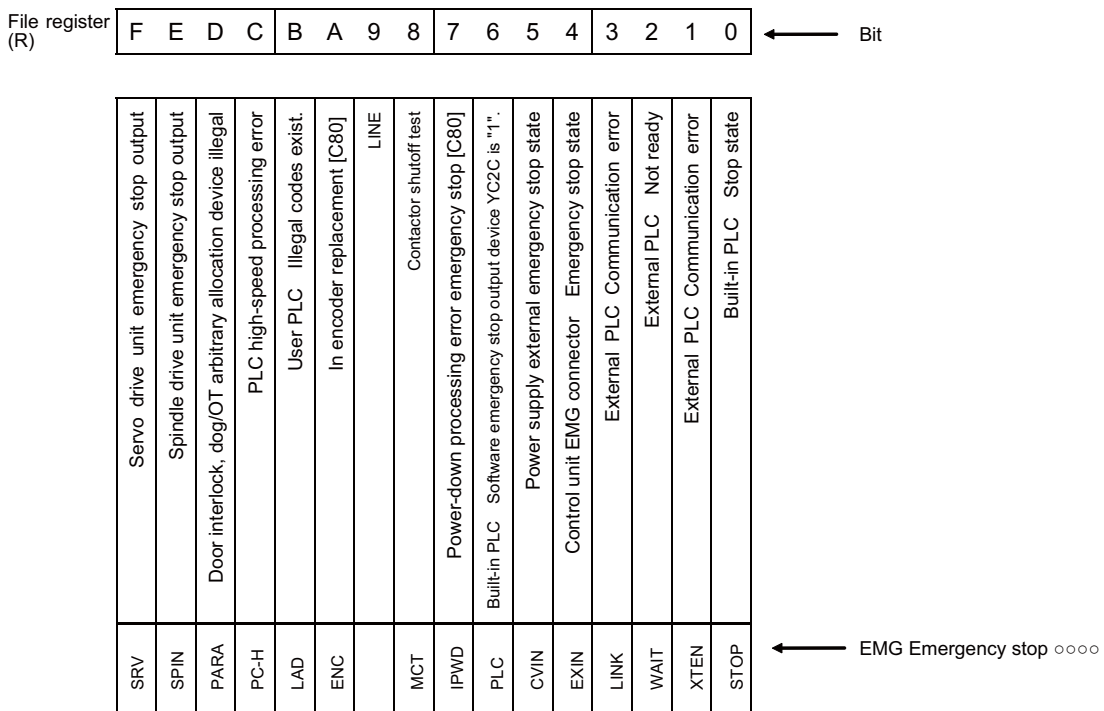 File register
(R)
F E D C B A 9 8 7 6 5 4 3 2 1 0
Bit
Servo drive unit emergency stop output
Spindle drive unit emergency stop output
Door interlock, dog/OT arbitrary allocation device illegal
PLC high-speed processing error
User PLC Illegal codes exist.
In encoder replacement [C80]
LINE
Contactor shutoff test
Power-down processing error emergency stop [C80]
Built-in PLC Software emergency stop output device YC2C is "1".
Power supply external emergency stop state
Control unit EMG connector Emergency stop state
External PLC Communication error
External PLC Not ready
External PLC Communication error
Built-in PLC Stop state
SRV
SPIN
PARA
PC-H
LAD
ENC
MCT
IPWD
PLC
CVIN
EXIN
LINK
WAIT
XTEN
STOP
EMG Emergency stop ○○○○